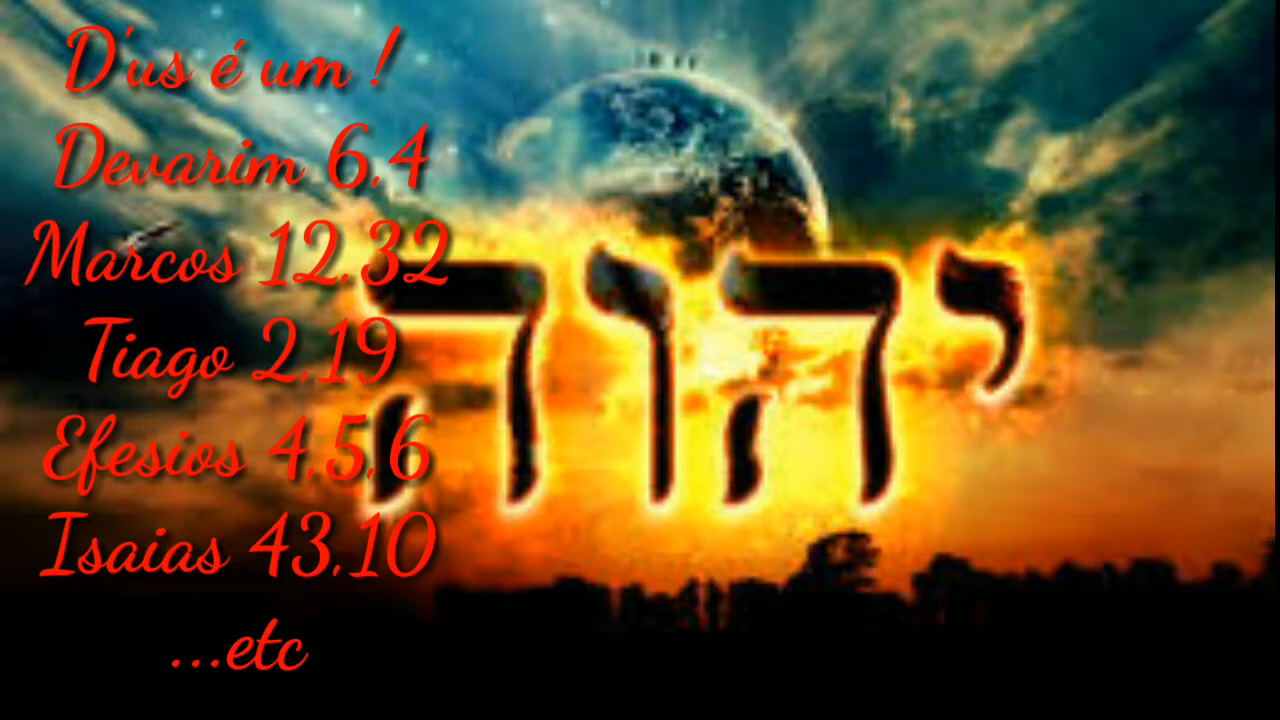 D'us é um !
Devarim 6,4
Marcos 12,32
Tiago 2,19
Efesios 4,5,6
Isaias 43,10
...etc
יהוה